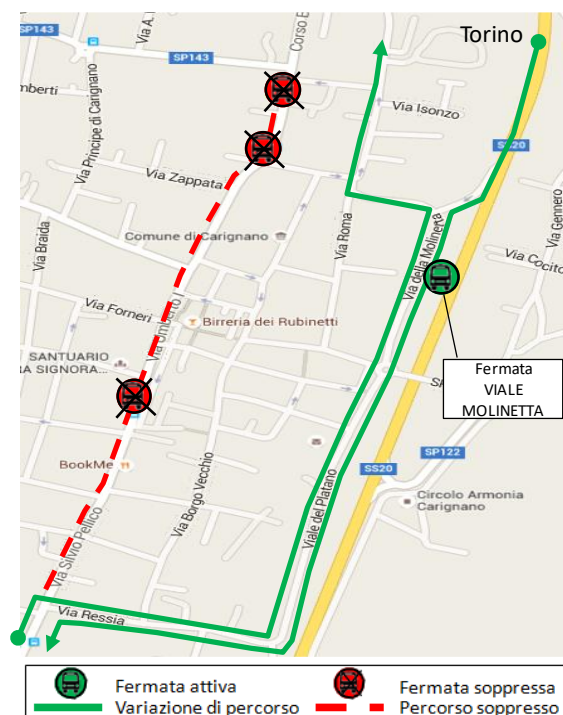 Torino
SP143
Via A.
Corso E
SP143
mberti
Via Isonzo
Via Principe di Carignano
SS20
Via Zappata
Via Gennero
Via Braida
Comune di Carignano
Via Roma
Via della Molinetta
Via Cocito
Via Forneri
Via Umberto I
Birreria dei Rubinetti
SANTUARIO
RA SIGNORA...
Fermata
VIALE
MOLINETTA
BookMe
SP122
SS20
Via Borgo Vecchio
Viale del Platano
Circolo Armonia
Carignano
Via Silvio Pellico
Via Ressia
Fermata attiva
Fermata soppressa
Variazione di percorso
Percorso soppresso